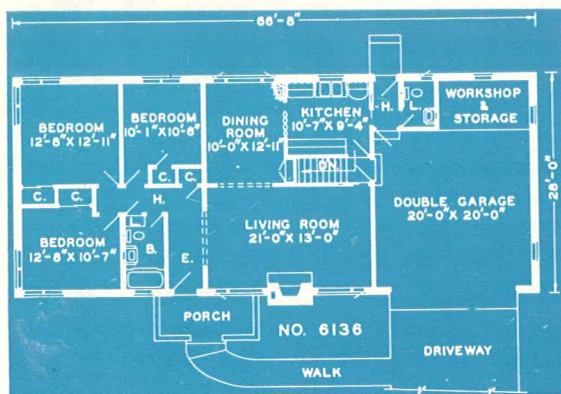 66'-8"
BEDROOM
12'-8" X 12'-11"
BEDROOM
10'-1" X 10'-8"
DINING
ROOM
10'-0" X 12'-11"
KITCHEN
10'-7" X 9'-4"
H.
L.
WORKSHOP
&
STORAGE
28'-0"
C.
C.
C.
C.
H.
DN.
BEDROOM
12'-8" X 10'-7"
B.
E.
LIVING ROOM
21'-0" X 13'-0"
DOUBLE GARAGE
20'-0" X 20'-0"
PORCH
NO. 6136
WALK
DRIVEWAY